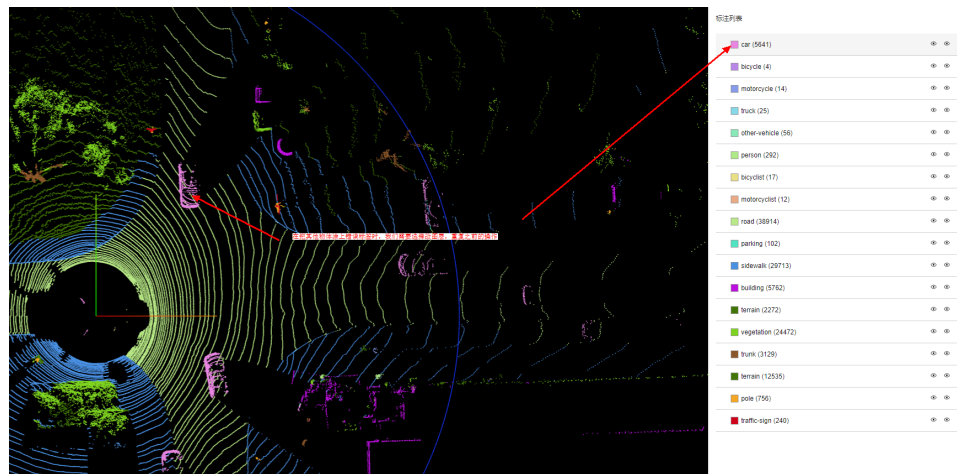 标注列表
car (5641)
bicycle (4)
motorcycle (14)
truck (25)
other-vehicle (56)
person (292)
bicyclist (17)
motorcyclist (12)
road (38914)
parking (102)
sidewalk (29713)
building (5762)
terrain (2272)
vegetation (24472)
trunk (3129)
terrain (12535)
pole (756)
traffic-sign (240)